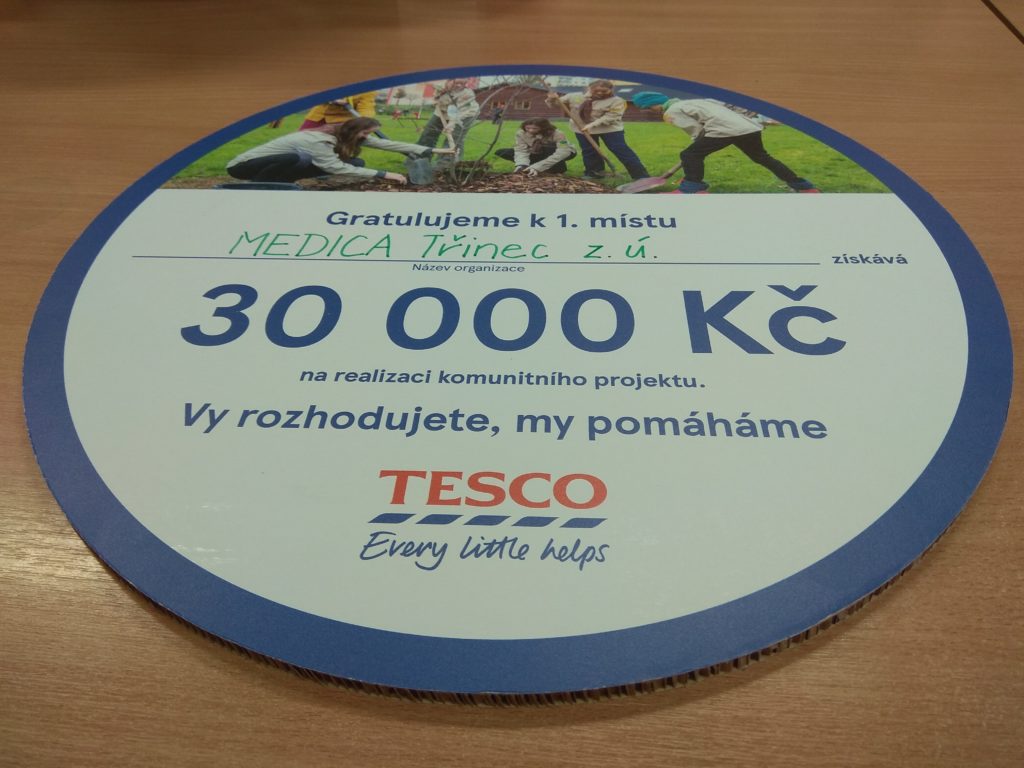 Gratulujeme k 1. místu
MEDICA Třinec z. ú. získává
Název organizace
30 000 Kč
na realizaci komunitního projektu.
Vy rozhodujete, my pomáháme
TESCO
Every little helps